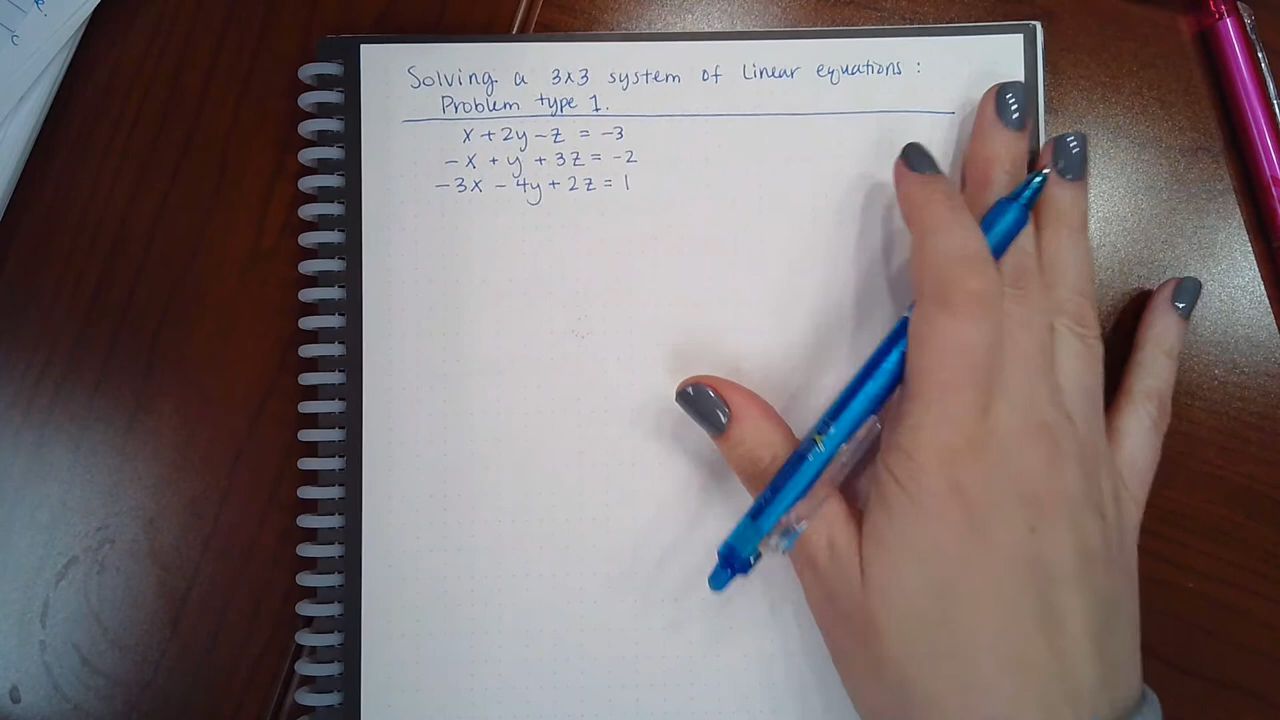 Solving a 3x3 system of linear equations :
Problem type 1.
x + 2y - z = -3
- x + y + 3z = -2
-3x - 4y + 2z = 1